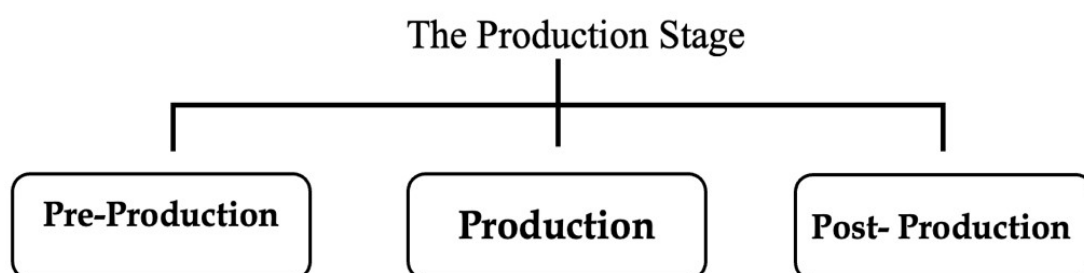 The Production Stage
Pre-Production
Production
Post- Production